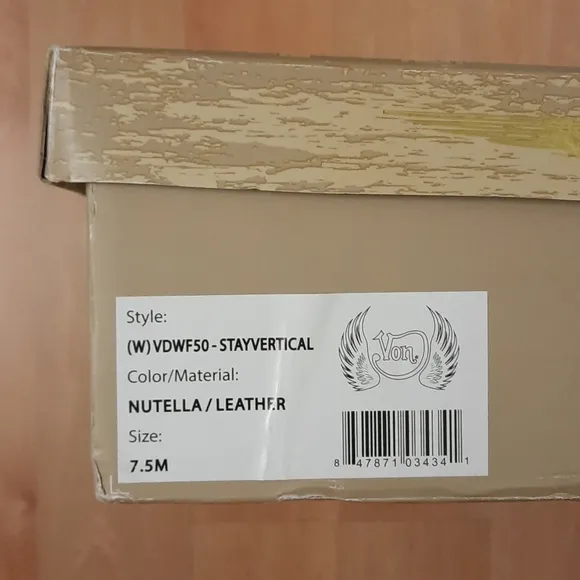 Style:
(W) VDWF50 - STAYVERTICAL
Color/Material:
NUTELLA / LEATHER
Size:
7.5M
Von
8 47871 03434 1